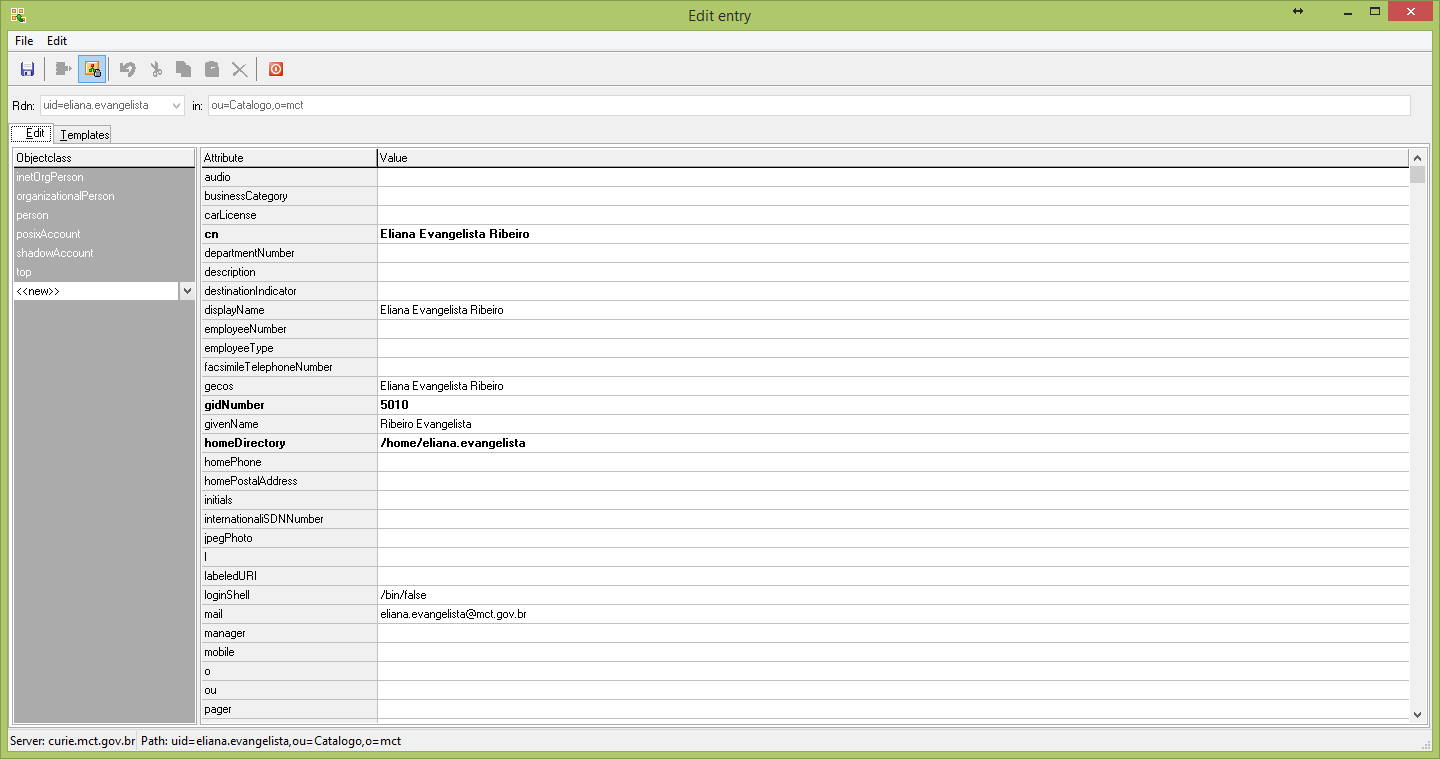 Edit entry
File Edit
Rdn: uid=eliana.evangelista in: ou=Catalogo,o=mct
Edit Templates
Objectclass
inetOrgPerson
organizationalPerson
person
posixAccount
shadowAccount
top
<<new>>
Attribute Value
audio
businessCategory
carLicense
cn Eliana Evangelista Ribeiro
departmentNumber
description
destinationIndicator
displayName Eliana Evangelista Ribeiro
employeeNumber
employeeType
facsimileTelephoneNumber
gecos Eliana Evangelista Ribeiro
gidNumber 5010
givenName Ribeiro Evangelista
homeDirectory /home/eliana.evangelista
homePhone
homePostalAddress
initials
internationaliSDNNumber
jpegPhoto
l
labeledURI
loginShell /bin/false
mail eliana.evangelista@mct.gov.br
manager
mobile
o
ou
pager
Server: curie.mct.gov.br Path: uid=eliana.evangelista,ou=Catalogo,o=mct